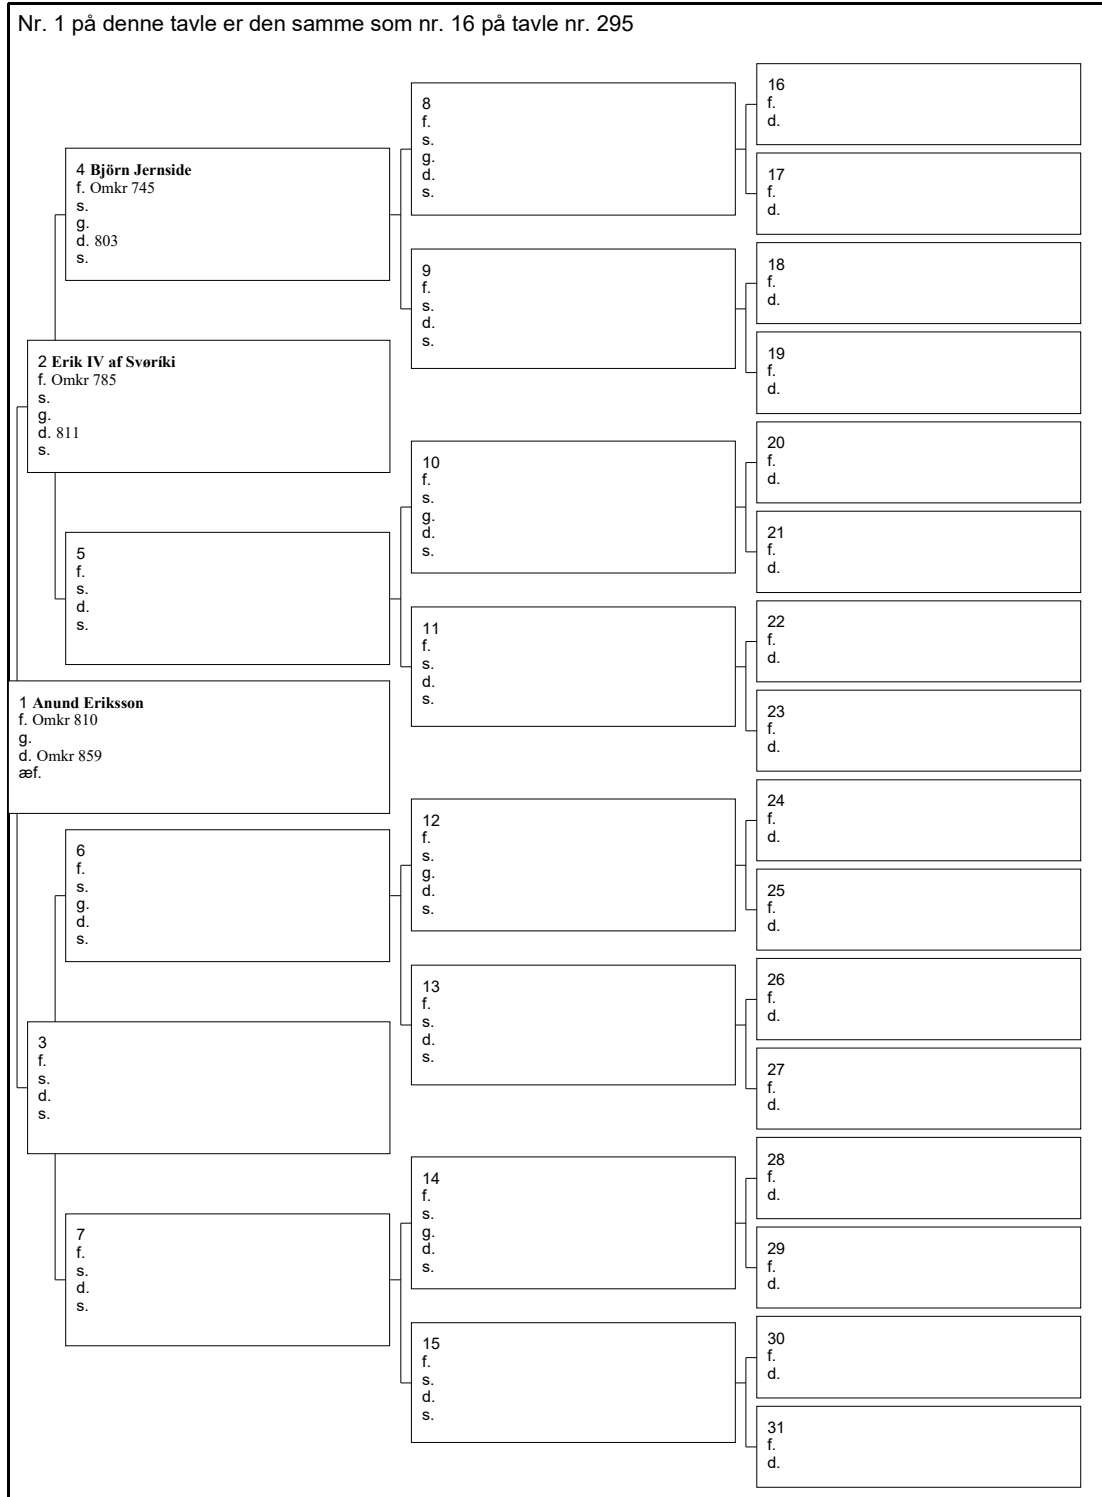 Nr. 1 på denne tavle er den samme som nr. 16 på tavle nr. 295
4 Björn Jernside
f. Omkr 745
s.
g.
d. 803
s.
2 Erik IV af Svøríki
f. Omkr 785
s.
g.
d. 811
s.
5
f.
s.
d.
s.
1 Anund Eriksson
f. Omkr 810
g.
d. Omkr 859
æf.
6
f.
s.
g.
d.
s.
3
f.
s.
d.
s.
7
f.
s.
d.
s.
8
f.
s.
g.
d.
s.
9
f.
s.
d.
s.
10
f.
s.
g.
d.
s.
11
f.
s.
d.
s.
12
f.
s.
g.
d.
s.
13
f.
s.
d.
s.
14
f.
s.
g.
d.
s.
15
f.
s.
d.
s.
16
f.
d.
17
f.
d.
18
f.
d.
19
f.
d.
20
f.
d.
21
f.
d.
22
f.
d.
23
f.
d.
24
f.
d.
25
f.
d.
26
f.
d.
27
f.
d.
28
f.
d.
29
f.
d.
30
f.
d.
31
f.
d.